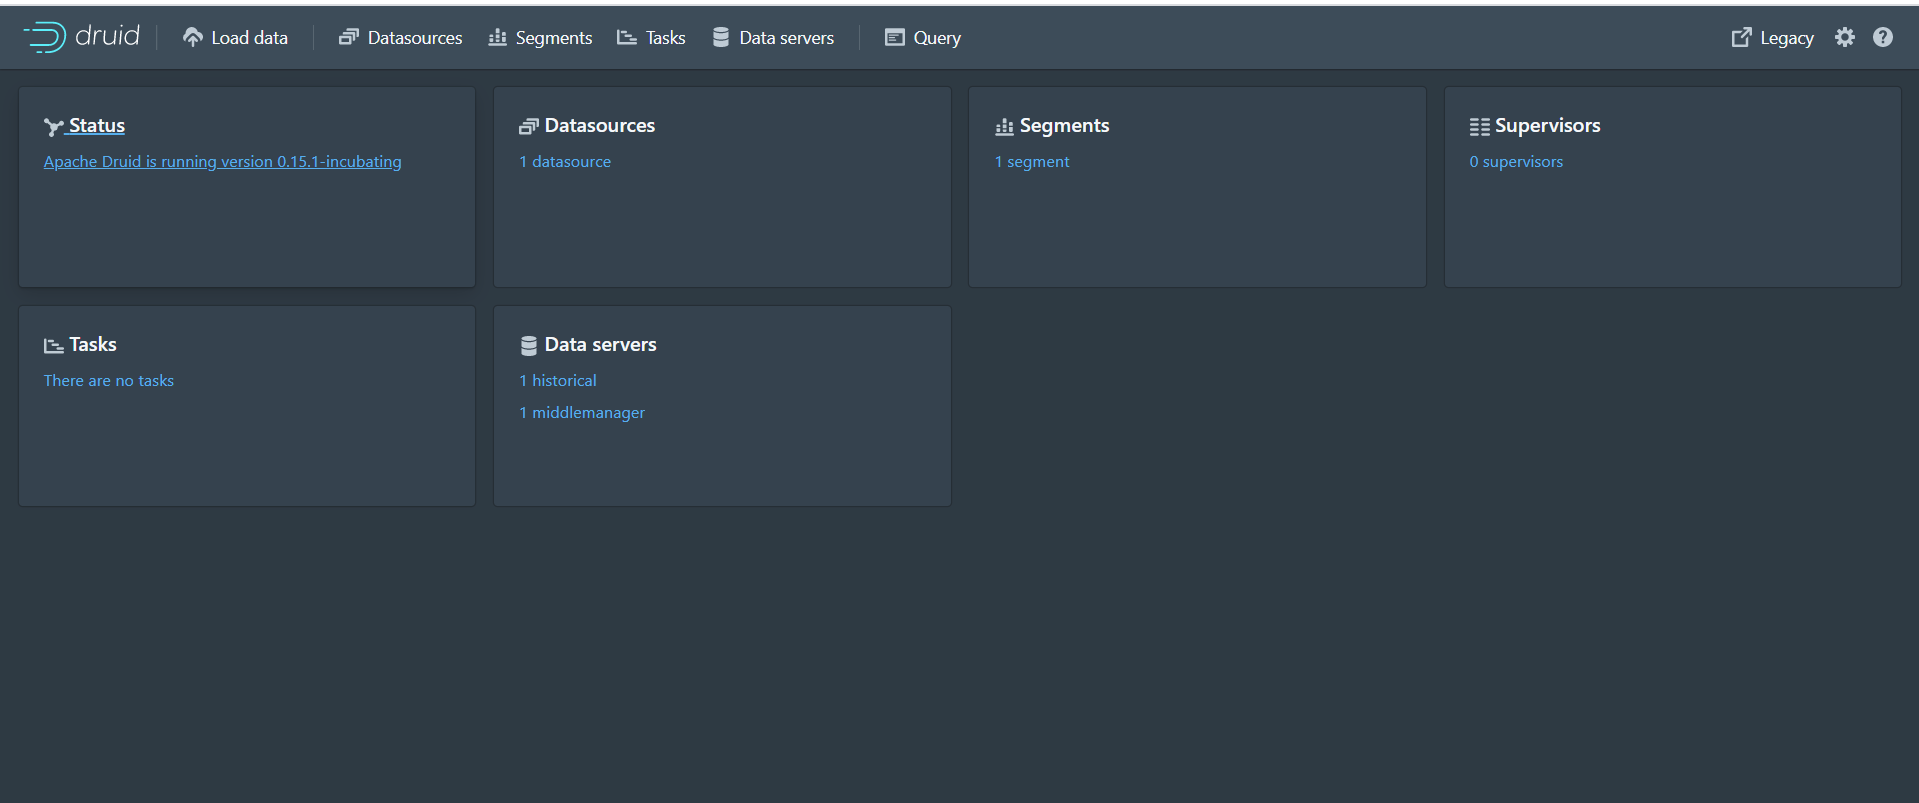 druid Load data Datasources Segments Tasks Data servers Query Legacy
Status
Apache Druid is running version 0.15.1-incubating
Datasources
1 datasource
Segments
1 segment
Supervisors
0 supervisors
Tasks
There are no tasks
Data servers
1 historical
1 middlemanager